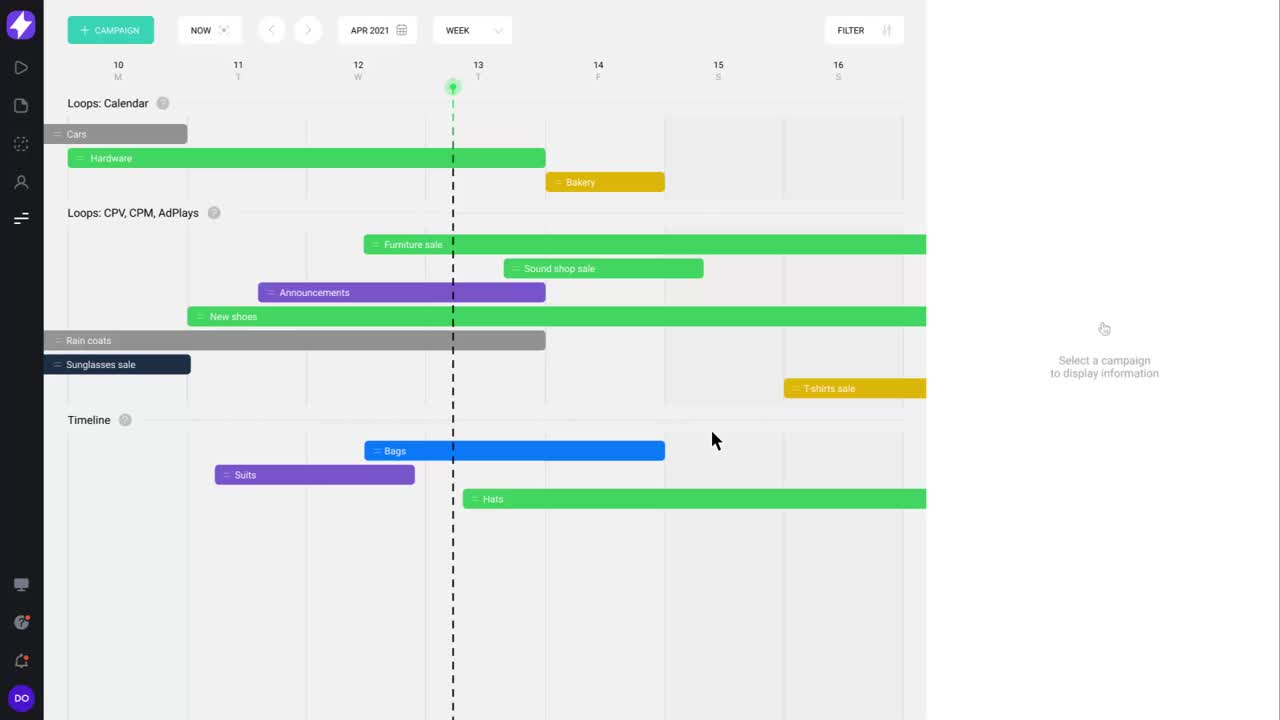 + CAMPAIGN
NOW
APR 2021
WEEK
FILTER
10 11 12 13 14 15 16
M T W T F S S
Loops: Calendar ?
Cars
Hardware
Bakery
Loops: CPV, CPM, AdPlays ?
Furniture sale
Sound shop sale
Announcements
New shoes
Rain coats
Sunglasses sale
T-shirts sale
Timeline ?
Bags
Suits
Hats
Select a campaign
to display information
?
DO